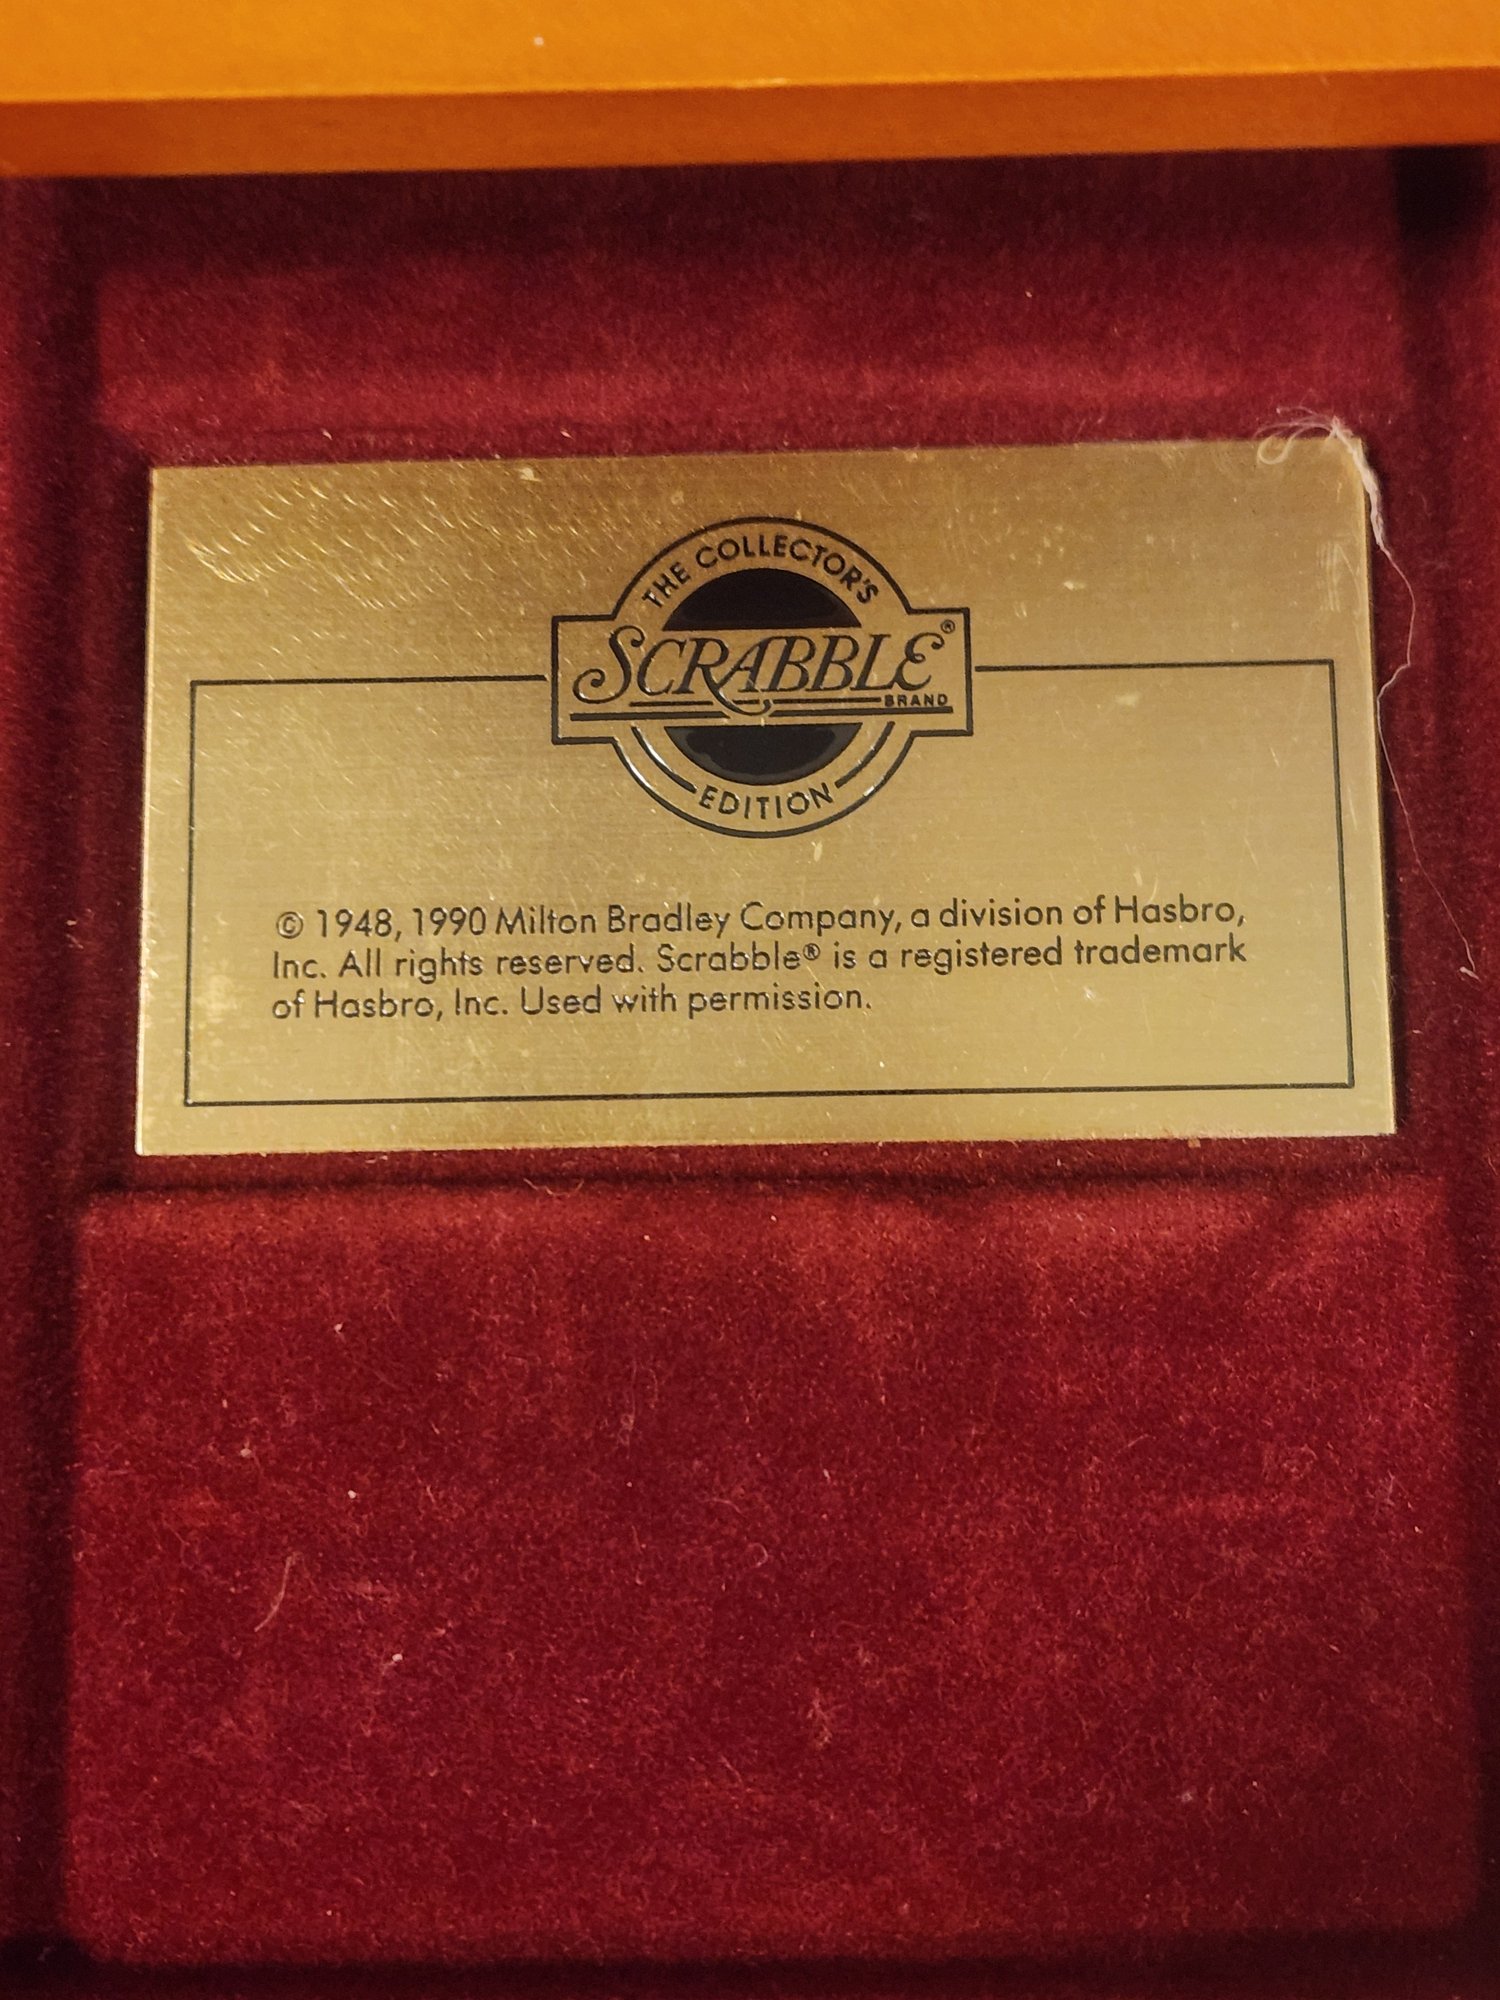 THE COLLECTOR'S
SCRABBLE®
BRAND
EDITION
© 1948, 1990 Milton Bradley Company, a division of Hasbro,
Inc. All rights reserved. Scrabble® is a registered trademark
of Hasbro, Inc. Used with permission.